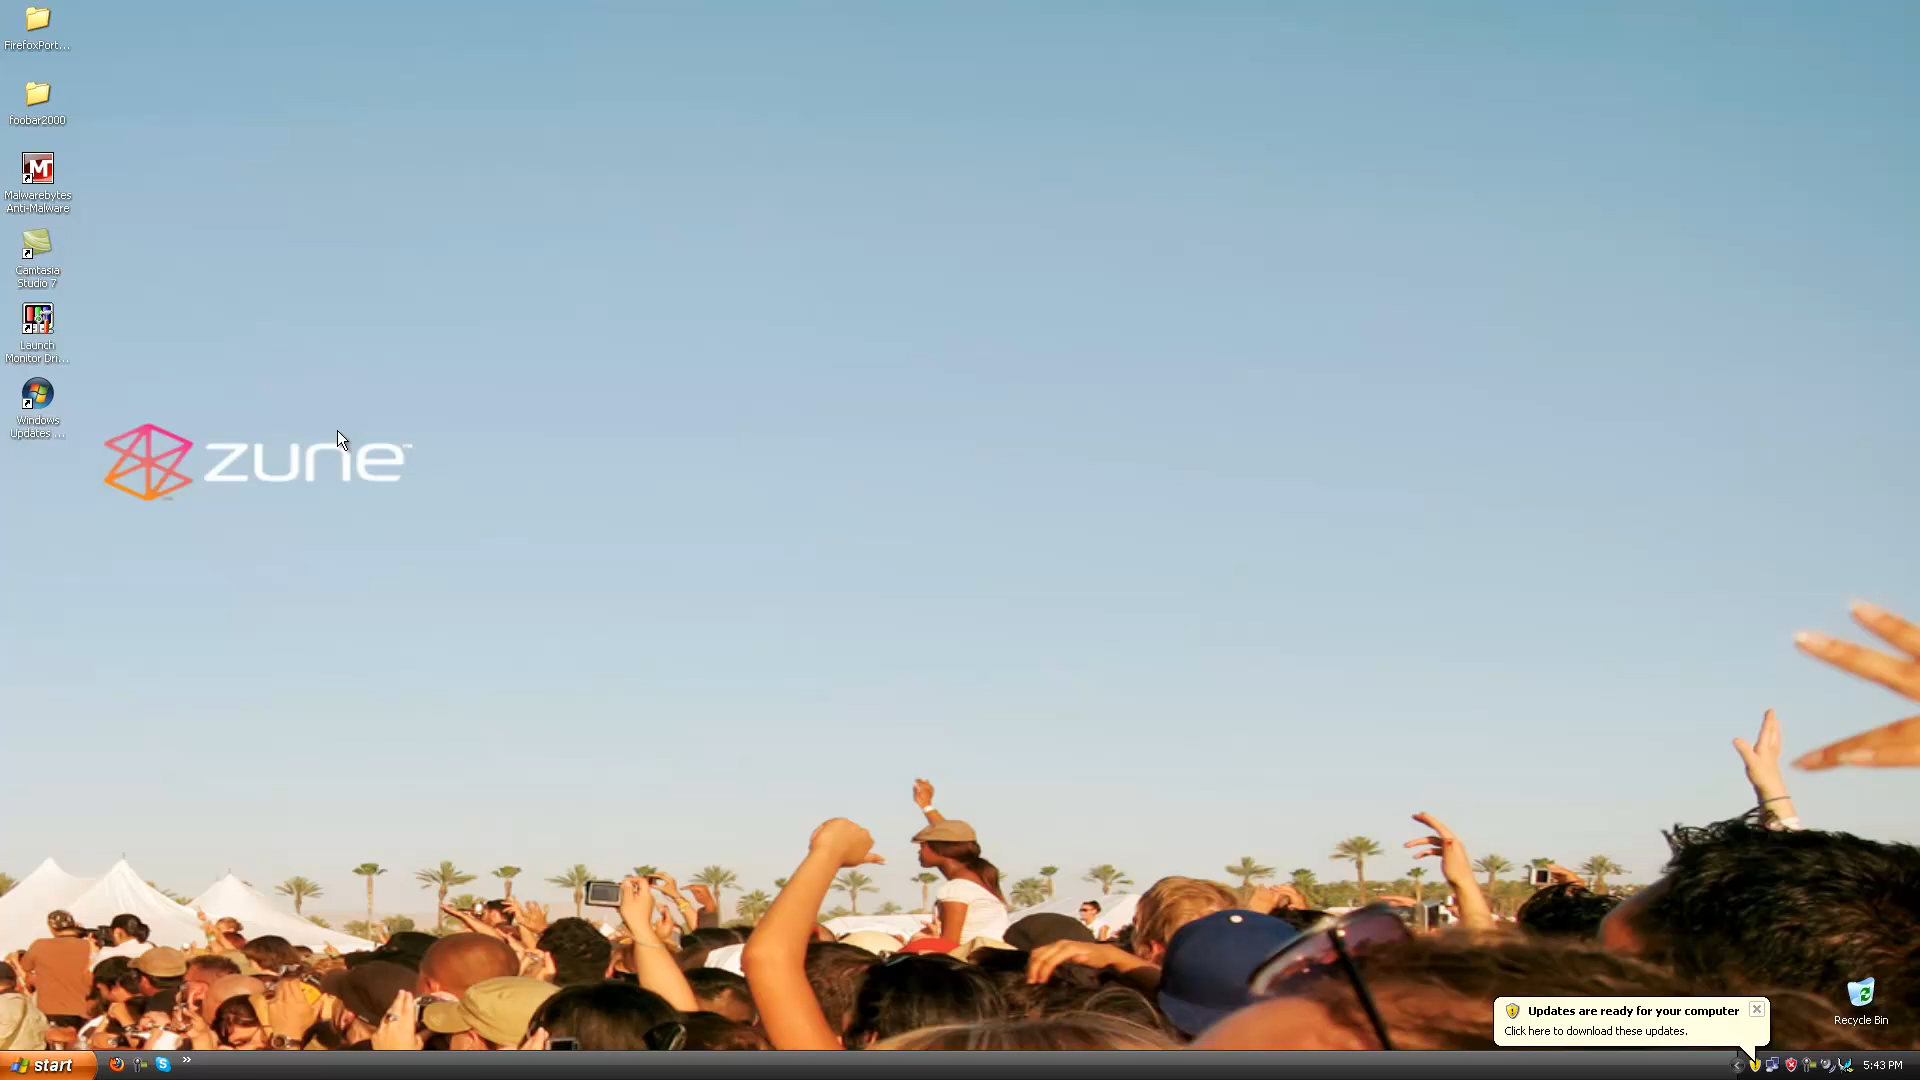 FirefoxPort...
foobar2000
Malwarebytes
Anti-Malware
Camtasia
Studio 7
Launch
Monitor Dri...
Windows
Updates ...
zune™
Recycle Bin
Updates are ready for your computer
Click here to download these updates.
start
5:43 PM